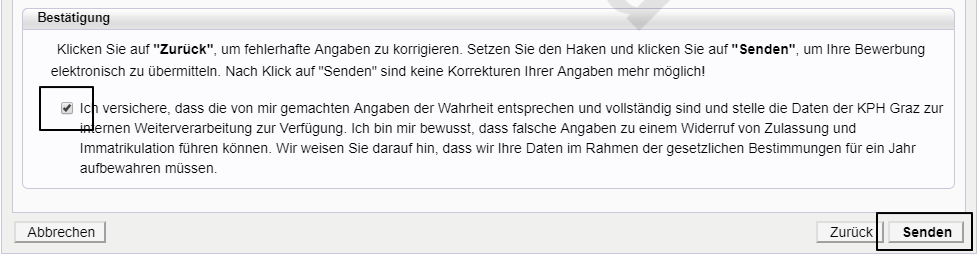 Bestätigung
Klicken Sie auf "Zurück", um fehlerhafte Angaben zu korrigieren. Setzen Sie den Haken und klicken Sie auf "Senden", um Ihre Bewerbung
elektronisch zu übermitteln. Nach Klick auf "Senden" sind keine Korrekturen Ihrer Angaben mehr möglich!
Ich versichere, dass die von mir gemachten Angaben der Wahrheit entsprechen und vollständig sind und stelle die Daten der KPH Graz zur
internen Weiterverarbeitung zur Verfügung. Ich bin mir bewusst, dass falsche Angaben zu einem Widerruf von Zulassung und
Immatrikulation führen können. Wir weisen Sie darauf hin, dass wir Ihre Daten im Rahmen der gesetzlichen Bestimmungen für ein Jahr
aufbewahren müssen.
Abbrechen Zurück Senden